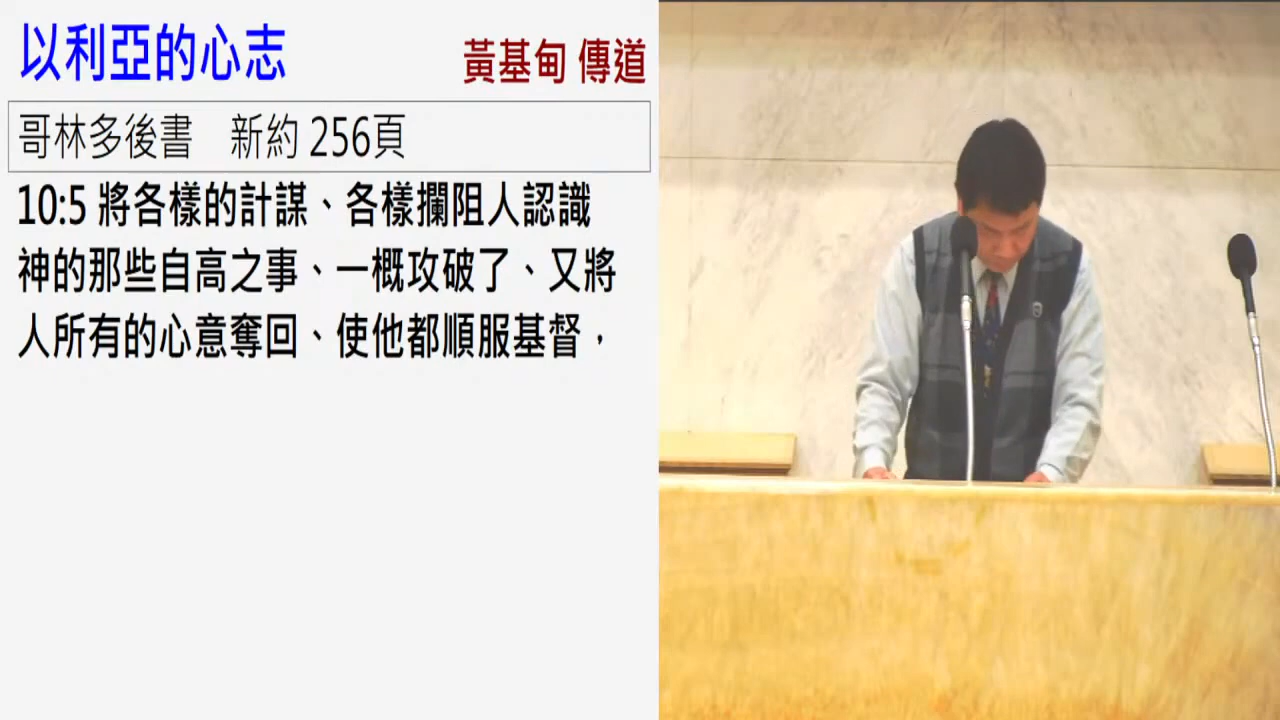 以利亞的心志
黃基甸 傳道
哥林多後書 新約 256頁
10:5 將各樣的計謀、各樣攔阻人認識
神的那些自高之事、一概攻破了、又將
人所有的心意奪回、使他都順服基督，